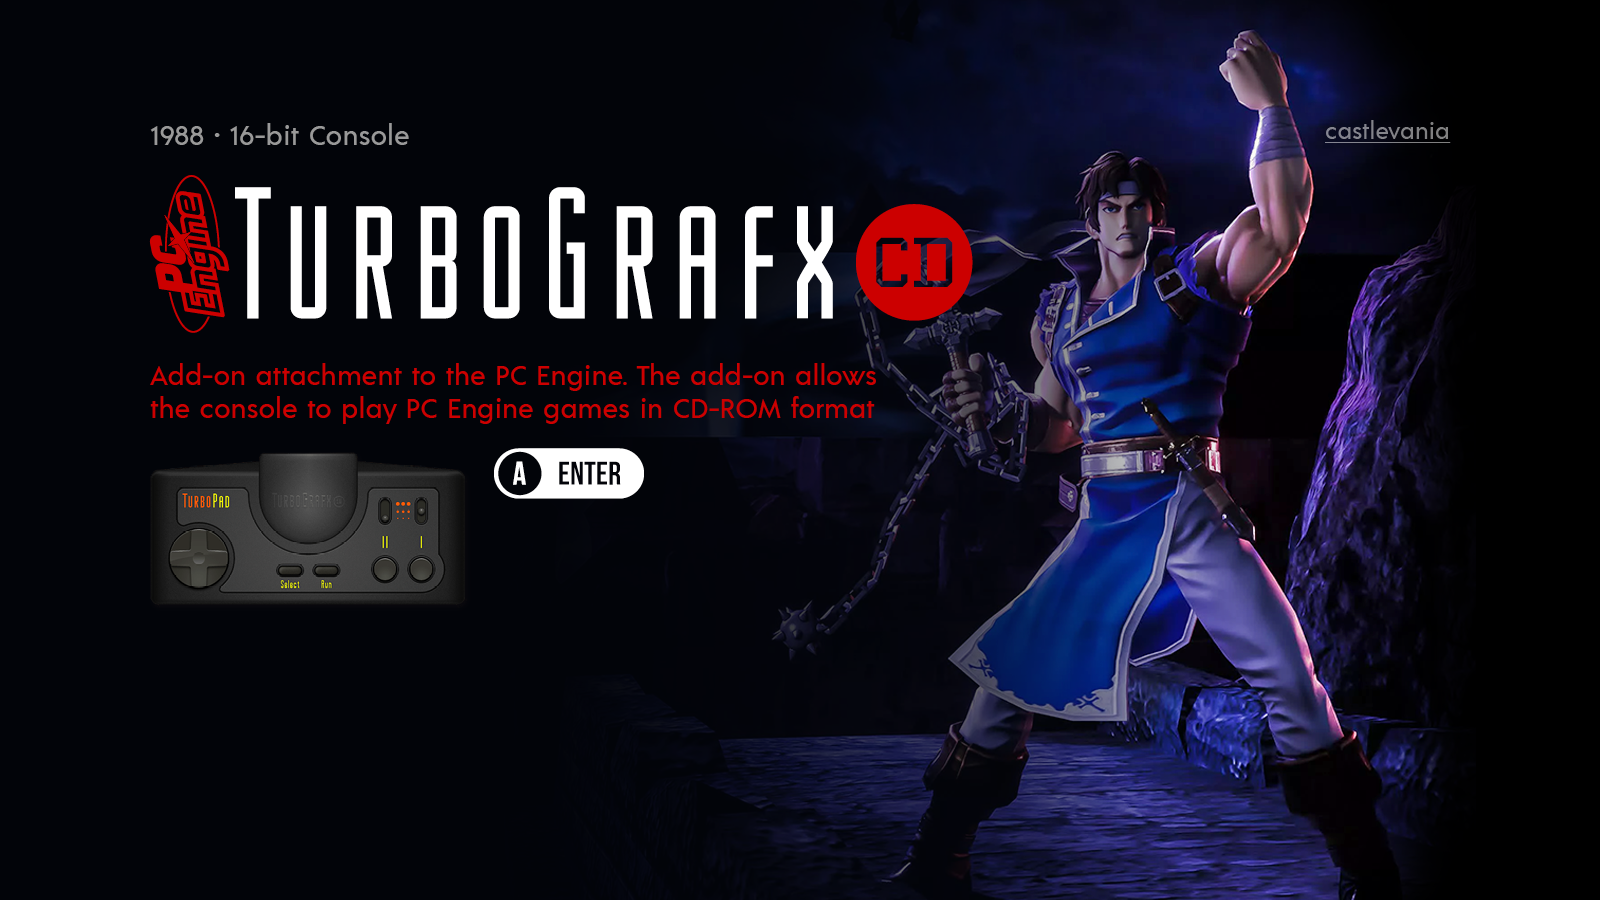 1988 · 16-bit Console
castlevania
PC Engine
TURBOGRAFX CD
Add-on attachment to the PC Engine. The add-on allows
the console to play PC Engine games in CD-ROM format
A ENTER
TURBOPAD
TURBOGRAFX
II I
Select Run